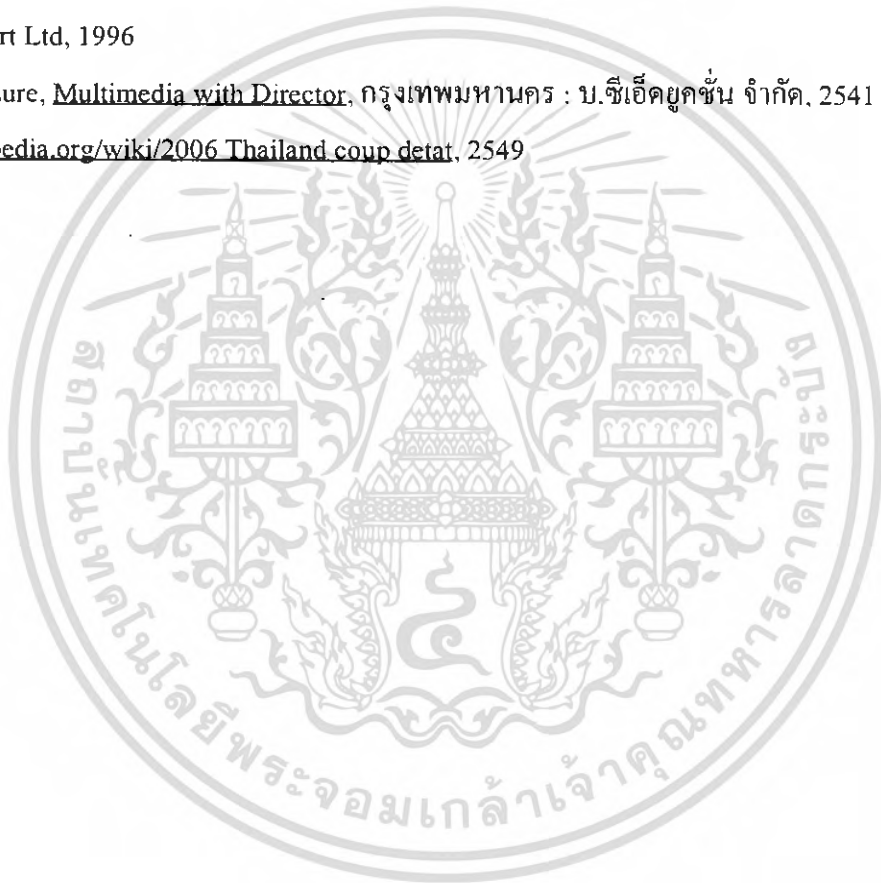 rt Ltd, 1996
ure, Multimedia with Director, กรุงเทพมหานคร : บ.ซีเอ็ดยูคชั่น จำกัด, 2541
edia.org/wiki/2006 Thailand coup detat, 2549
สถาบันเทคโนโลยีพระจอมเกล้าเจ้าคุณทหารลาดกระบัง
๔